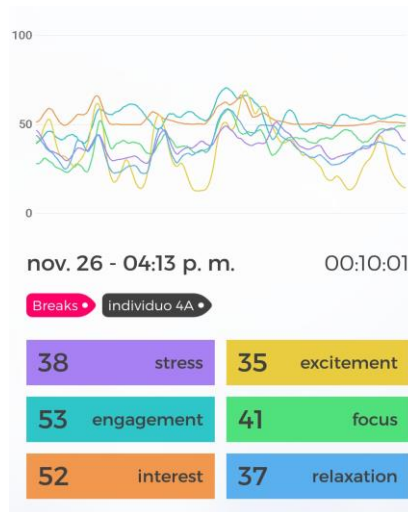 100
50
0
nov. 26 - 04:13 p. m. 00:10:01
Breaks • individuo 4A •
38 stress 35 excitement
53 engagement 41 focus
52 interest 37 relaxation